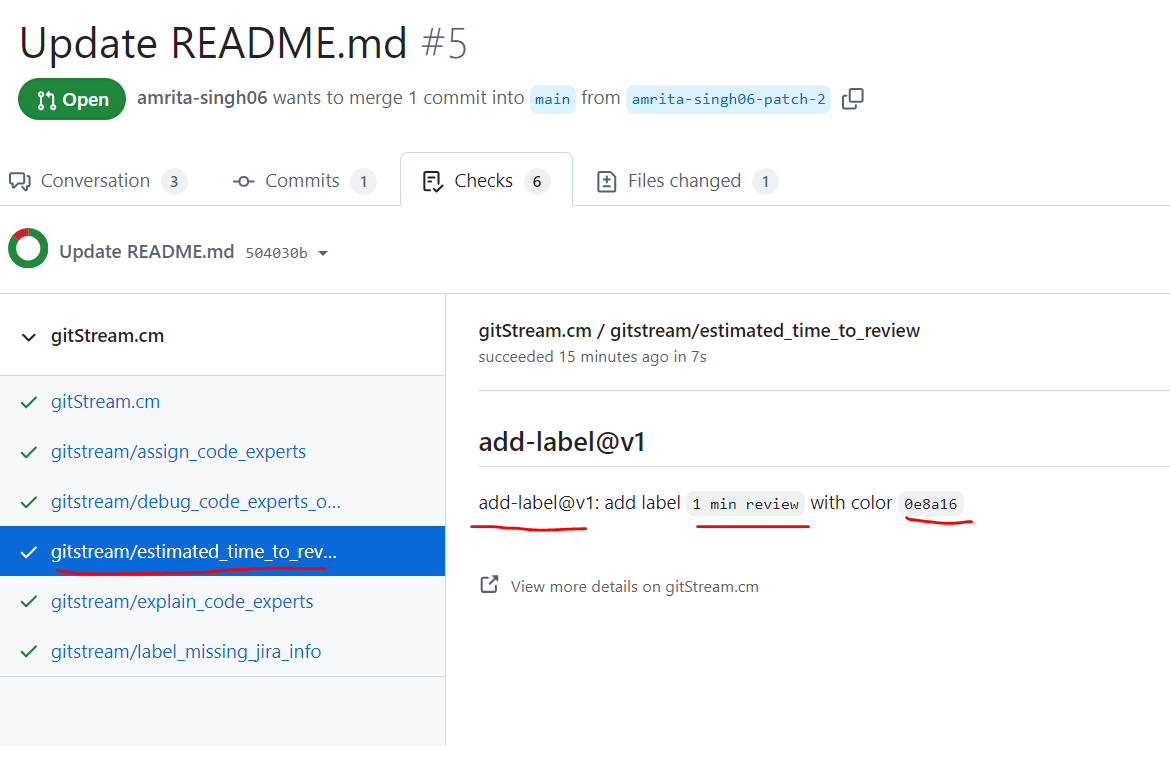 Update README.md #5
Open amrita-singh06 wants to merge 1 commit into main from amrita-singh06-patch-2
Conversation 3 Commits 1 Checks 6 Files changed 1
Update README.md 504030b
gitStream.cm
gitStream.cm
gitstream/assign_code_experts
gitstream/debug_code_experts_o...
gitstream/estimated_time_to_rev...
gitstream/explain_code_experts
gitstream/label_missing_jira_info
gitStream.cm / gitstream/estimated_time_to_review
succeeded 15 minutes ago in 7s
add-label@v1
add-label@v1: add label 1 min review with color 0e8a16
View more details on gitStream.cm